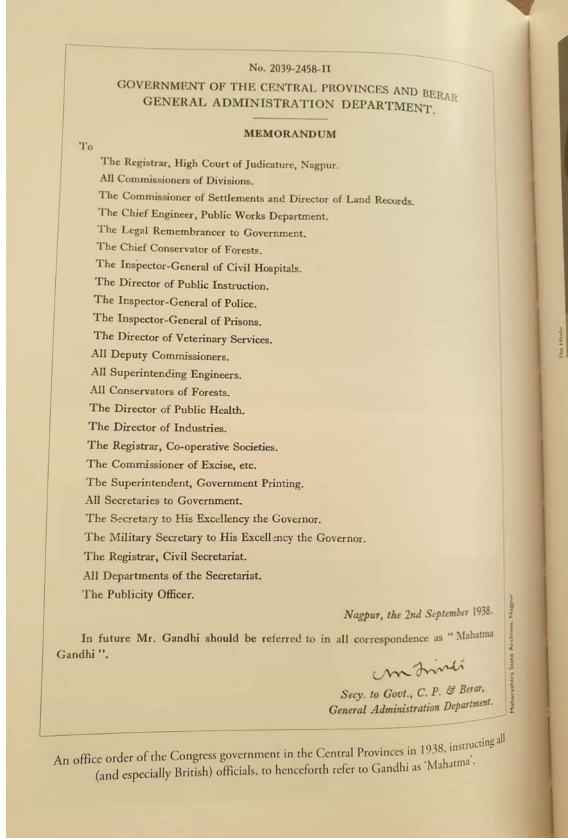 No. 2039-2458-II
GOVERNMENT OF THE CENTRAL PROVINCES AND BERAR
GENERAL ADMINISTRATION DEPARTMENT.
MEMORANDUM
To
The Registrar, High Court of Judicature, Nagpur.
All Commissioners of Divisions.
The Commissioner of Settlements and Director of Land Records.
The Chief Engineer, Public Works Department.
The Legal Remembrancer to Government.
The Chief Conservator of Forests.
The Inspector-General of Civil Hospitals.
The Director of Public Instruction.
The Inspector-General of Police.
The Inspector-General of Prisons.
The Director of Veterinary Services.
All Deputy Commissioners.
All Superintending Engineers.
All Conservators of Forests.
The Director of Public Health.
The Director of Industries.
The Registrar, Co-operative Societies.
The Commissioner of Excise, etc.
The Superintendent, Government Printing.
All Secretaries to Government.
The Secretary to His Excellency the Governor.
The Military Secretary to His Excellency the Governor.
The Registrar, Civil Secretariat.
All Departments of the Secretariat.
The Publicity Officer.
Nagpur, the 2nd September 1938.
In future Mr. Gandhi should be referred to in all correspondence as “ Mahatma
Gandhi ”.
Secy. to Govt., C. P. & Berar,
General Administration Department.
Maharashtra State Archives, Nagpur
An office order of the Congress government in the Central Provinces in 1938, instructing all
(and especially British) officials, to henceforth refer to Gandhi as ‘Mahatma’.
The Hindu